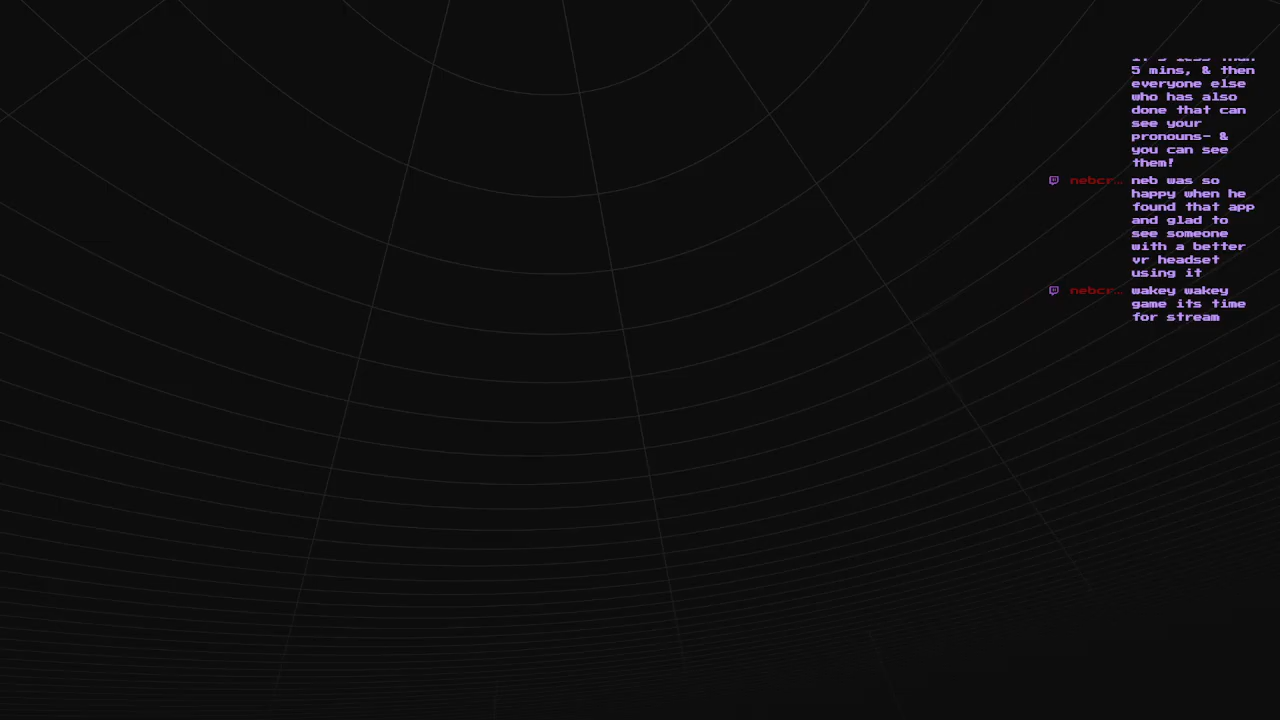 5 mins, & then
everyone else
who has also
done that can
see your
pronouns- &
you can see
them!
nebcr… neb was so
happy when he
found that app
and glad to
see someone
with a better
vr headset
using it
nebcr… wakey wakey
game its time
for stream